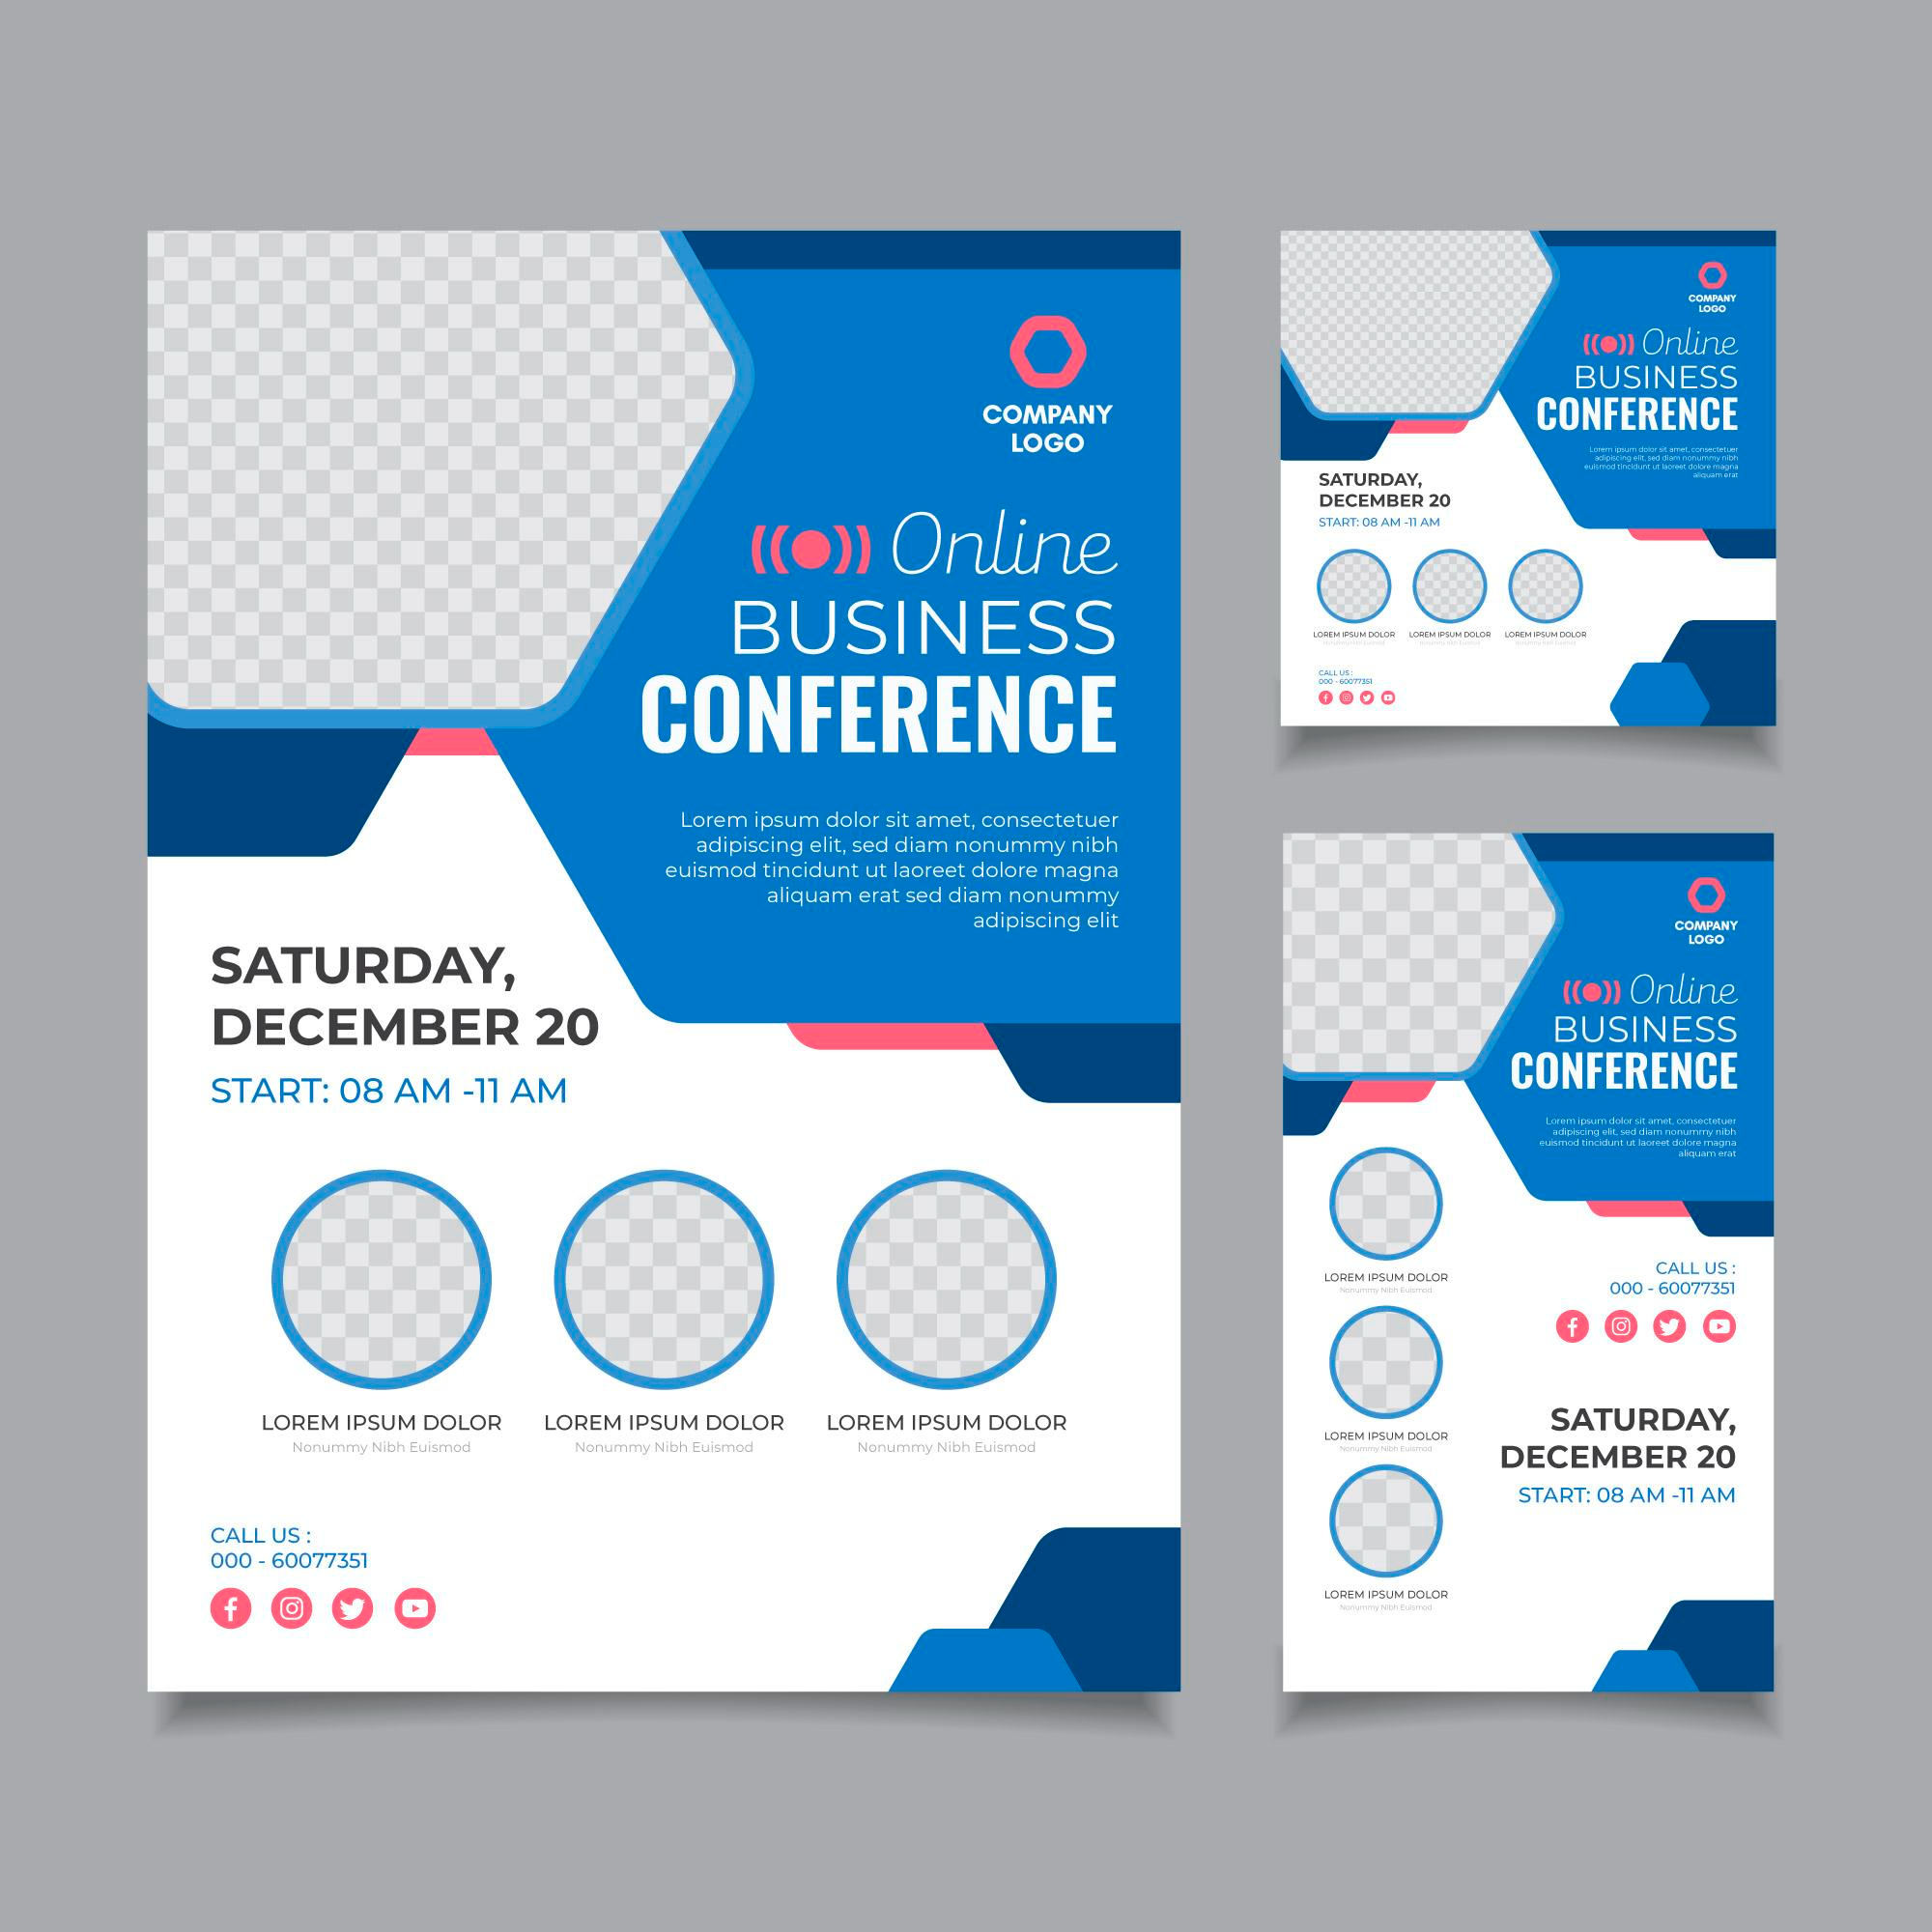 COMPANY
LOGO
Online
BUSINESS
CONFERENCE
Lorem ipsum dolor sit amet, consectetuer
adipiscing elit, sed diam nonummy nibh
euismod tincidunt ut laoreet dolore magna
aliquam erat sed diam nonummy
adipiscing elit
SATURDAY,
DECEMBER 20
START: 08 AM -11 AM
LOREM IPSUM DOLOR LOREM IPSUM DOLOR LOREM IPSUM DOLOR
Nonummy Nibh Euismod Nonummy Nibh Euismod Nonummy Nibh Euismod
CALL US :
000 - 60077351
COMPANY
LOGO
Online
BUSINESS
CONFERENCE
Lorem ipsum dolor sit amet, consectetuer
adipiscing elit, sed diam nonummy nibh
euismod tincidunt ut laoreet dolore magna
aliquam erat
SATURDAY,
DECEMBER 20
START: 08 AM -11 AM
LOREM IPSUM DOLOR LOREM IPSUM DOLOR LOREM IPSUM DOLOR
CALL US :
000 - 60077351
COMPANY
LOGO
Online
BUSINESS
CONFERENCE
Lorem ipsum dolor sit amet, consectetuer
adipiscing elit, sed diam nonummy nibh
euismod tincidunt ut laoreet dolore magna
aliquam erat
LOREM IPSUM DOLOR
Nonummy Nibh Euismod
LOREM IPSUM DOLOR
Nonummy Nibh Euismod
LOREM IPSUM DOLOR
Nonummy Nibh Euismod
CALL US :
000 - 60077351
SATURDAY,
DECEMBER 20
START: 08 AM -11 AM